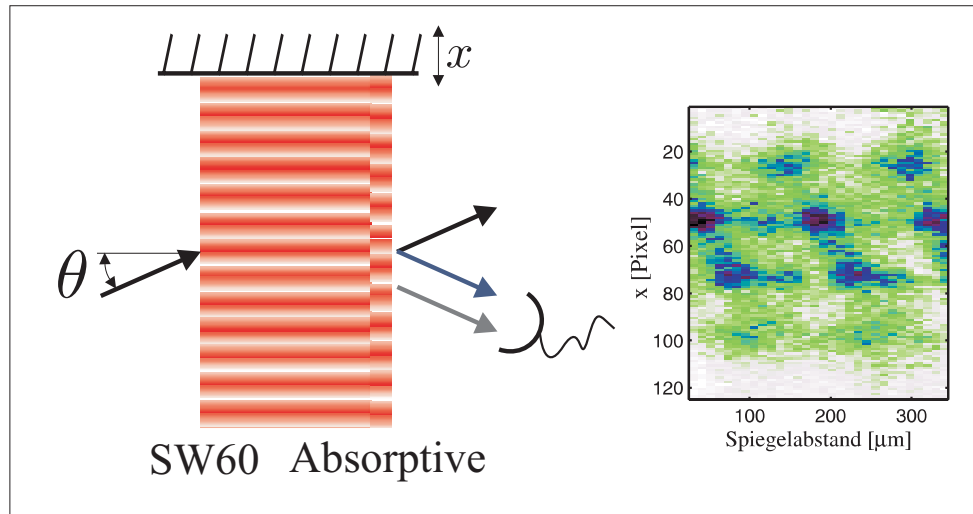 x
θ
SW60 Absorptive
20
40
60
80
100
120
x [Pixel]
100 200 300
Spiegelabstand [μm]